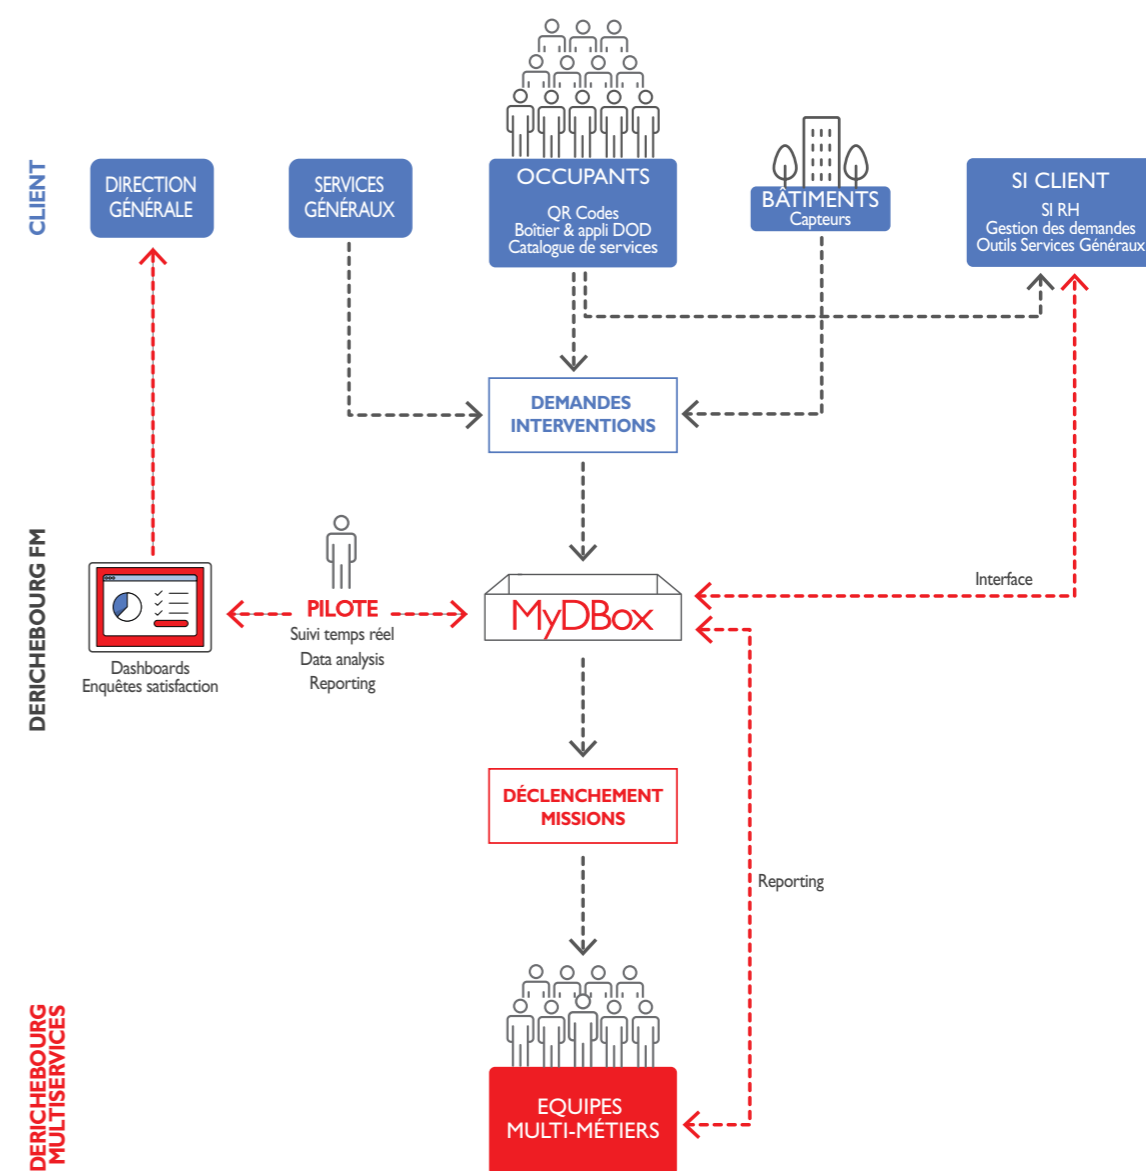 CLIENT
DIRECTION
GÉNÉRALE
SERVICES
GÉNÉRAUX
OCCUPANTS
QR Codes
Boîtier & appli DOD
Catalogue de services
BÂTIMENTS
Capteurs
SI CLIENT
SI RH
Gestion des demandes
Outils Services Généraux
DEMANDES
INTERVENTIONS
DERICHEBOURG FM
Dashboards
Enquêtes satisfaction
PILOTE
Suivi temps réel
Data analysis
Reporting
MyDBox
Interface
DÉCLENCHEMENT
MISSIONS
Reporting
DERICHEBOURG
MULTISERVICES
EQUIPES
MULTI-MÉTIERS